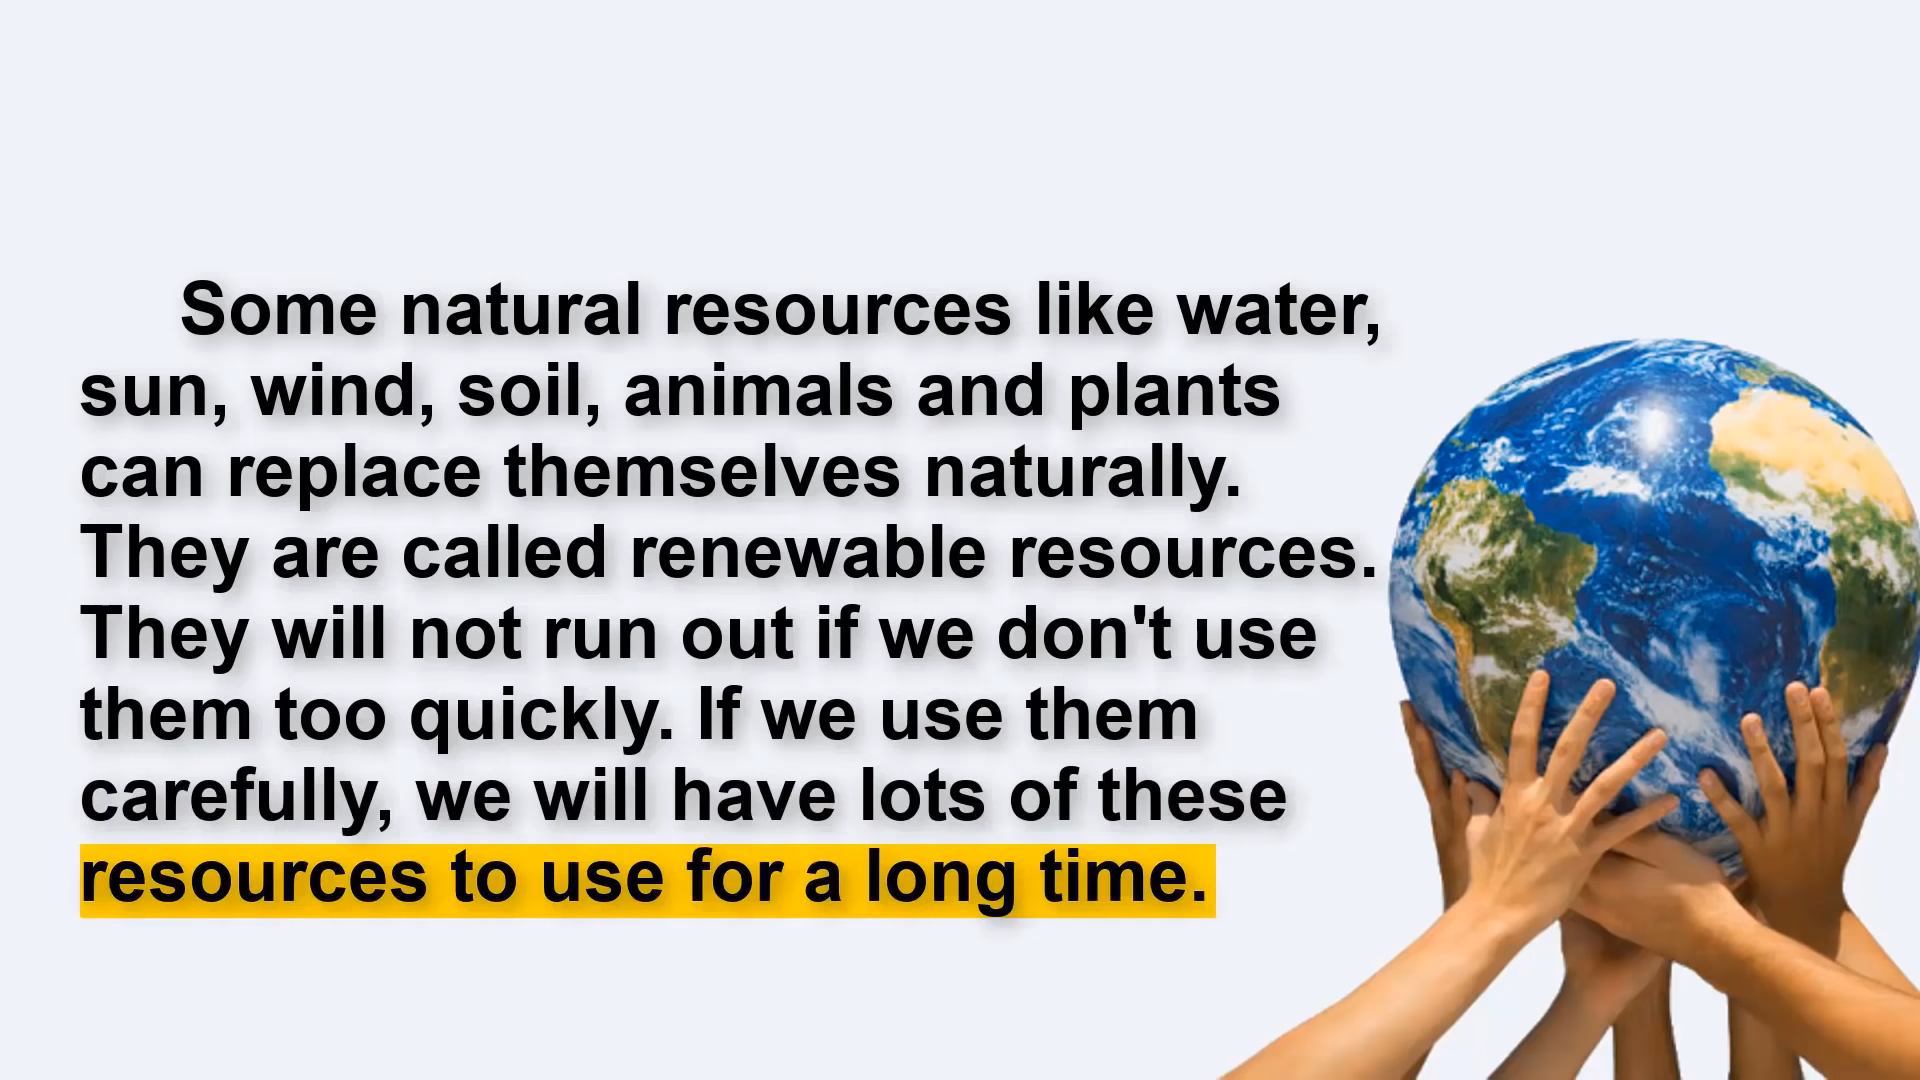 Some natural resources like water,
sun, wind, soil, animals and plants
can replace themselves naturally.
They are called renewable resources.
They will not run out if we don't use
them too quickly. If we use them
carefully, we will have lots of these
resources to use for a long time.